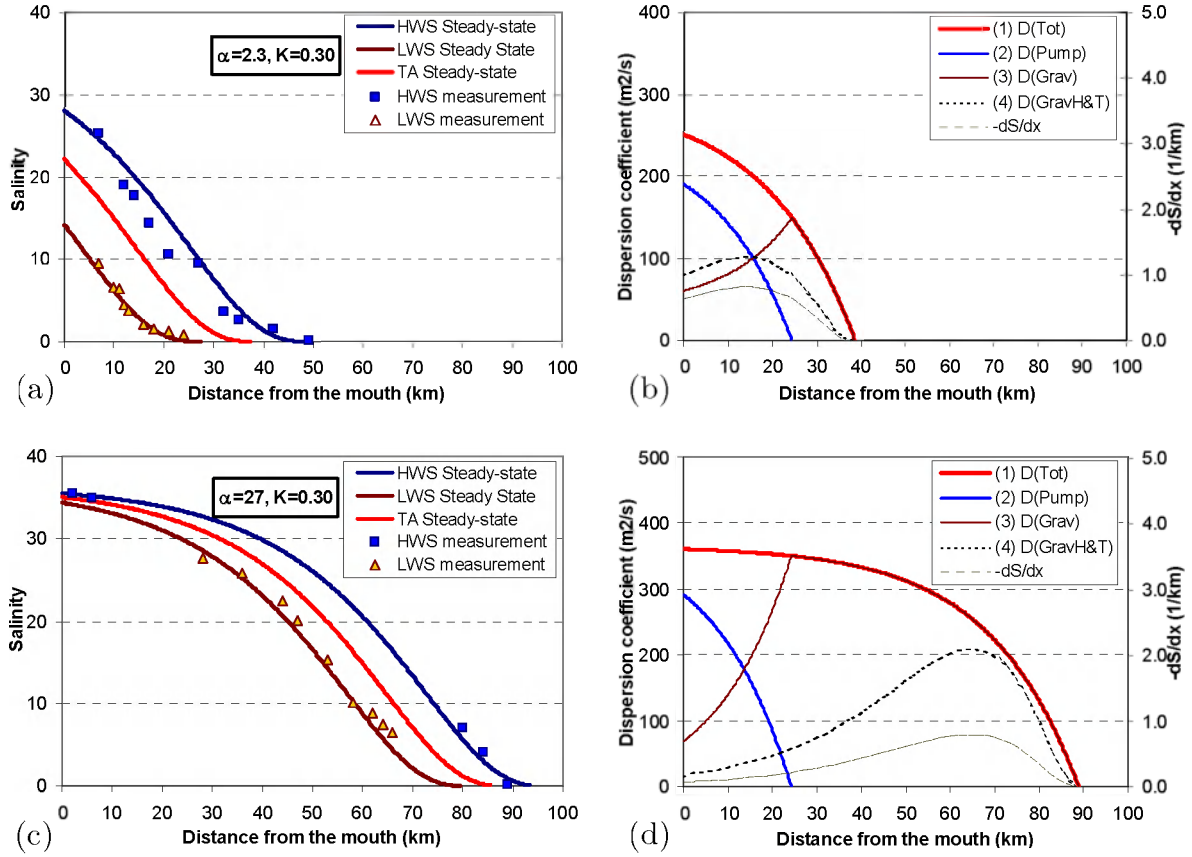 40
30
20
10
0
Salinity
α=2.3, K=0.30
HWS Steady-state
LWS Steady State
TA Steady-state
HWS measurement
LWS measurement
0 10 20 30 40 50 60 70 80 90 100
Distance from the mouth (km)
(a)
400
300
200
100
0
Dispersion coefficient (m2/s)
(1) D(Tot)
(2) D(Pump)
(3) D(Grav)
(4) D(GravH&T)
-dS/dx
5.0
4.0
3.0
2.0
1.0
0.0
-dS/dx (1/km)
0 10 20 30 40 50 60 70 80 90 100
Distance from the mouth (km)
(b)
40
30
20
10
0
Salinity
α=27, K=0.30
HWS Steady-state
LWS Steady State
TA Steady-state
HWS measurement
LWS measurement
0 10 20 30 40 50 60 70 80 90 100
Distance from the mouth (km)
(c)
500
400
300
200
100
0
Dispersion coefficient (m2/s)
(1) D(Tot)
(2) D(Pump)
(3) D(Grav)
(4) D(GravH&T)
-dS/dx
5.0
4.0
3.0
2.0
1.0
0.0
-dS/dx (1/km)
0 10 20 30 40 50 60 70 80 90 100
Distance from the mouth (km)
(d)